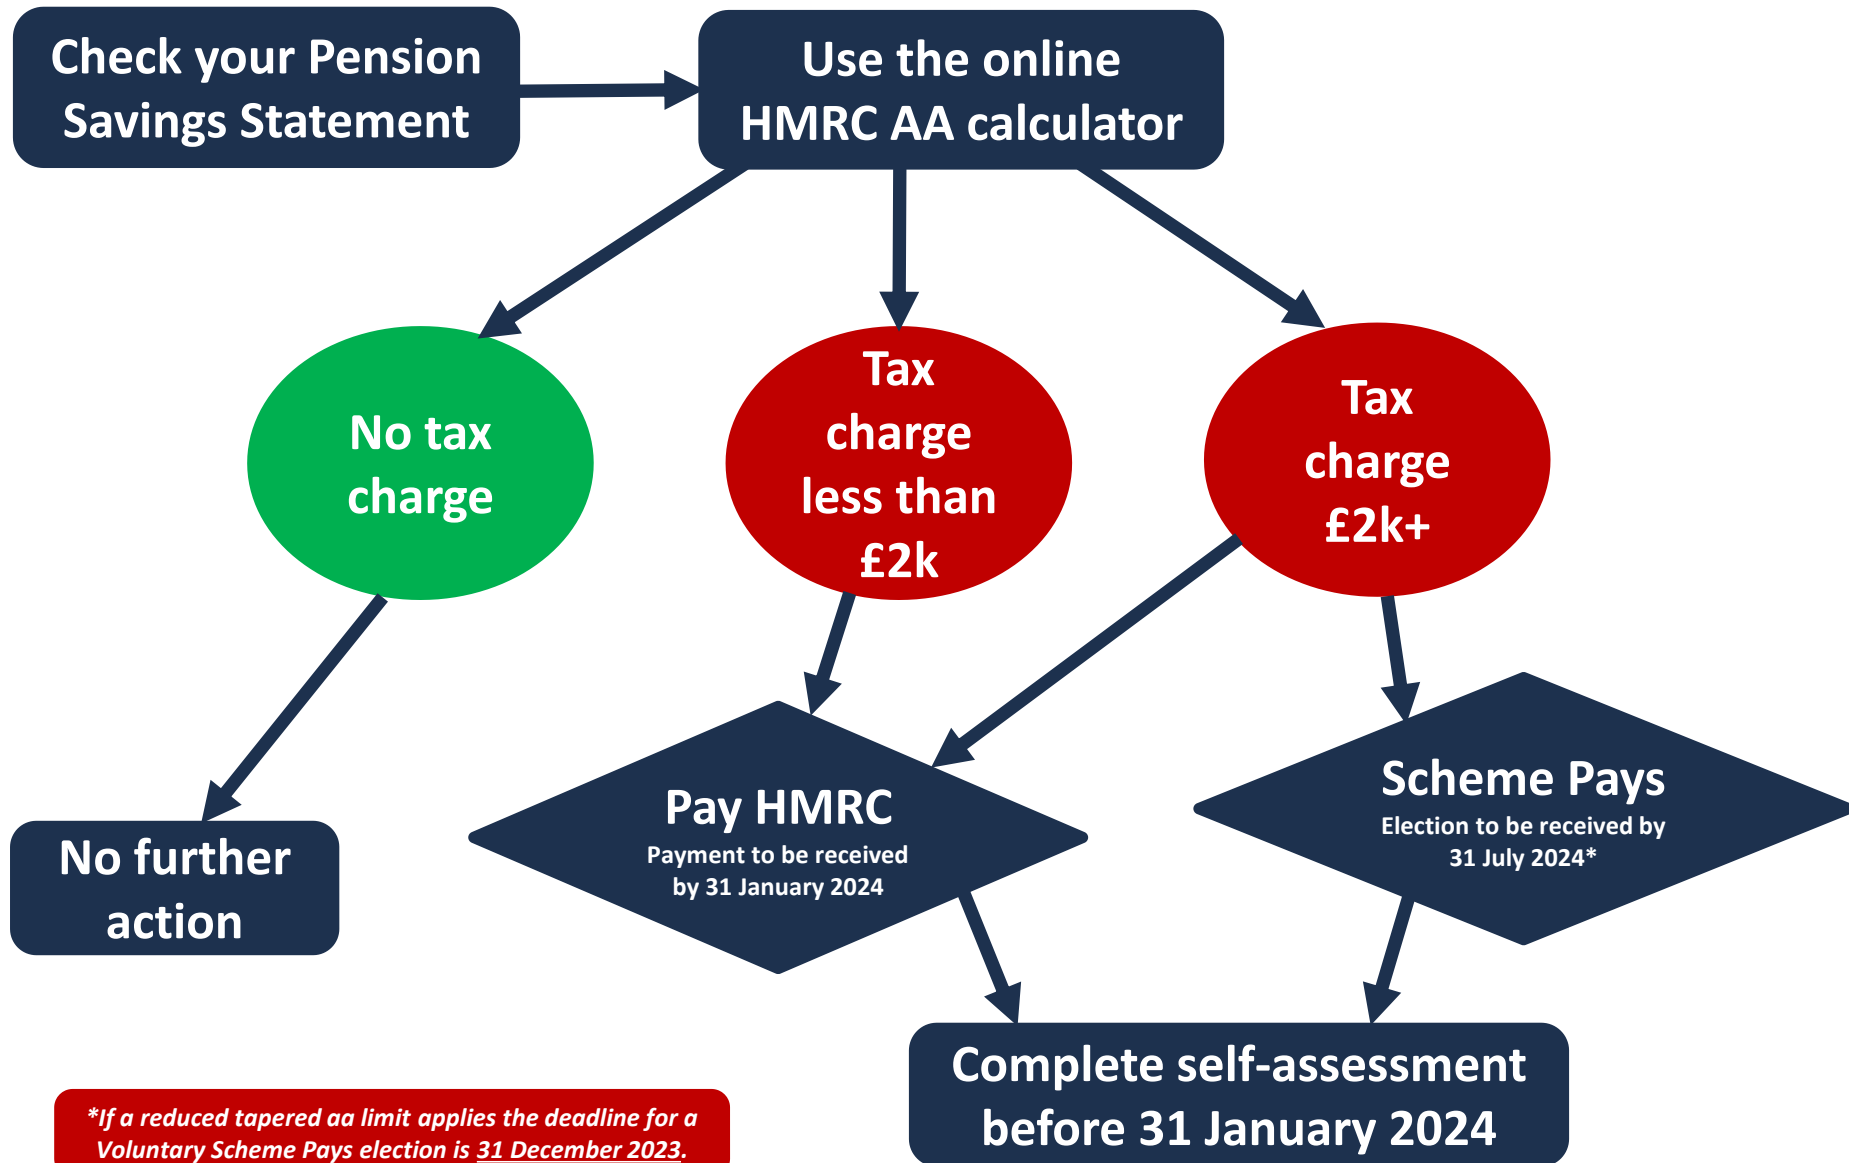 Check your Pension
Savings Statement
Use the online
HMRC AA calculator
No tax
charge
Tax
charge
less than
£2k
Tax
charge
£2k+
No further
action
Pay HMRC
Payment to be received
by 31 January 2024
Scheme Pays
Election to be received by
31 July 2024*
Complete self-assessment
before 31 January 2024
*If a reduced tapered aa limit applies the deadline for a
Voluntary Scheme Pays election is 31 December 2023.